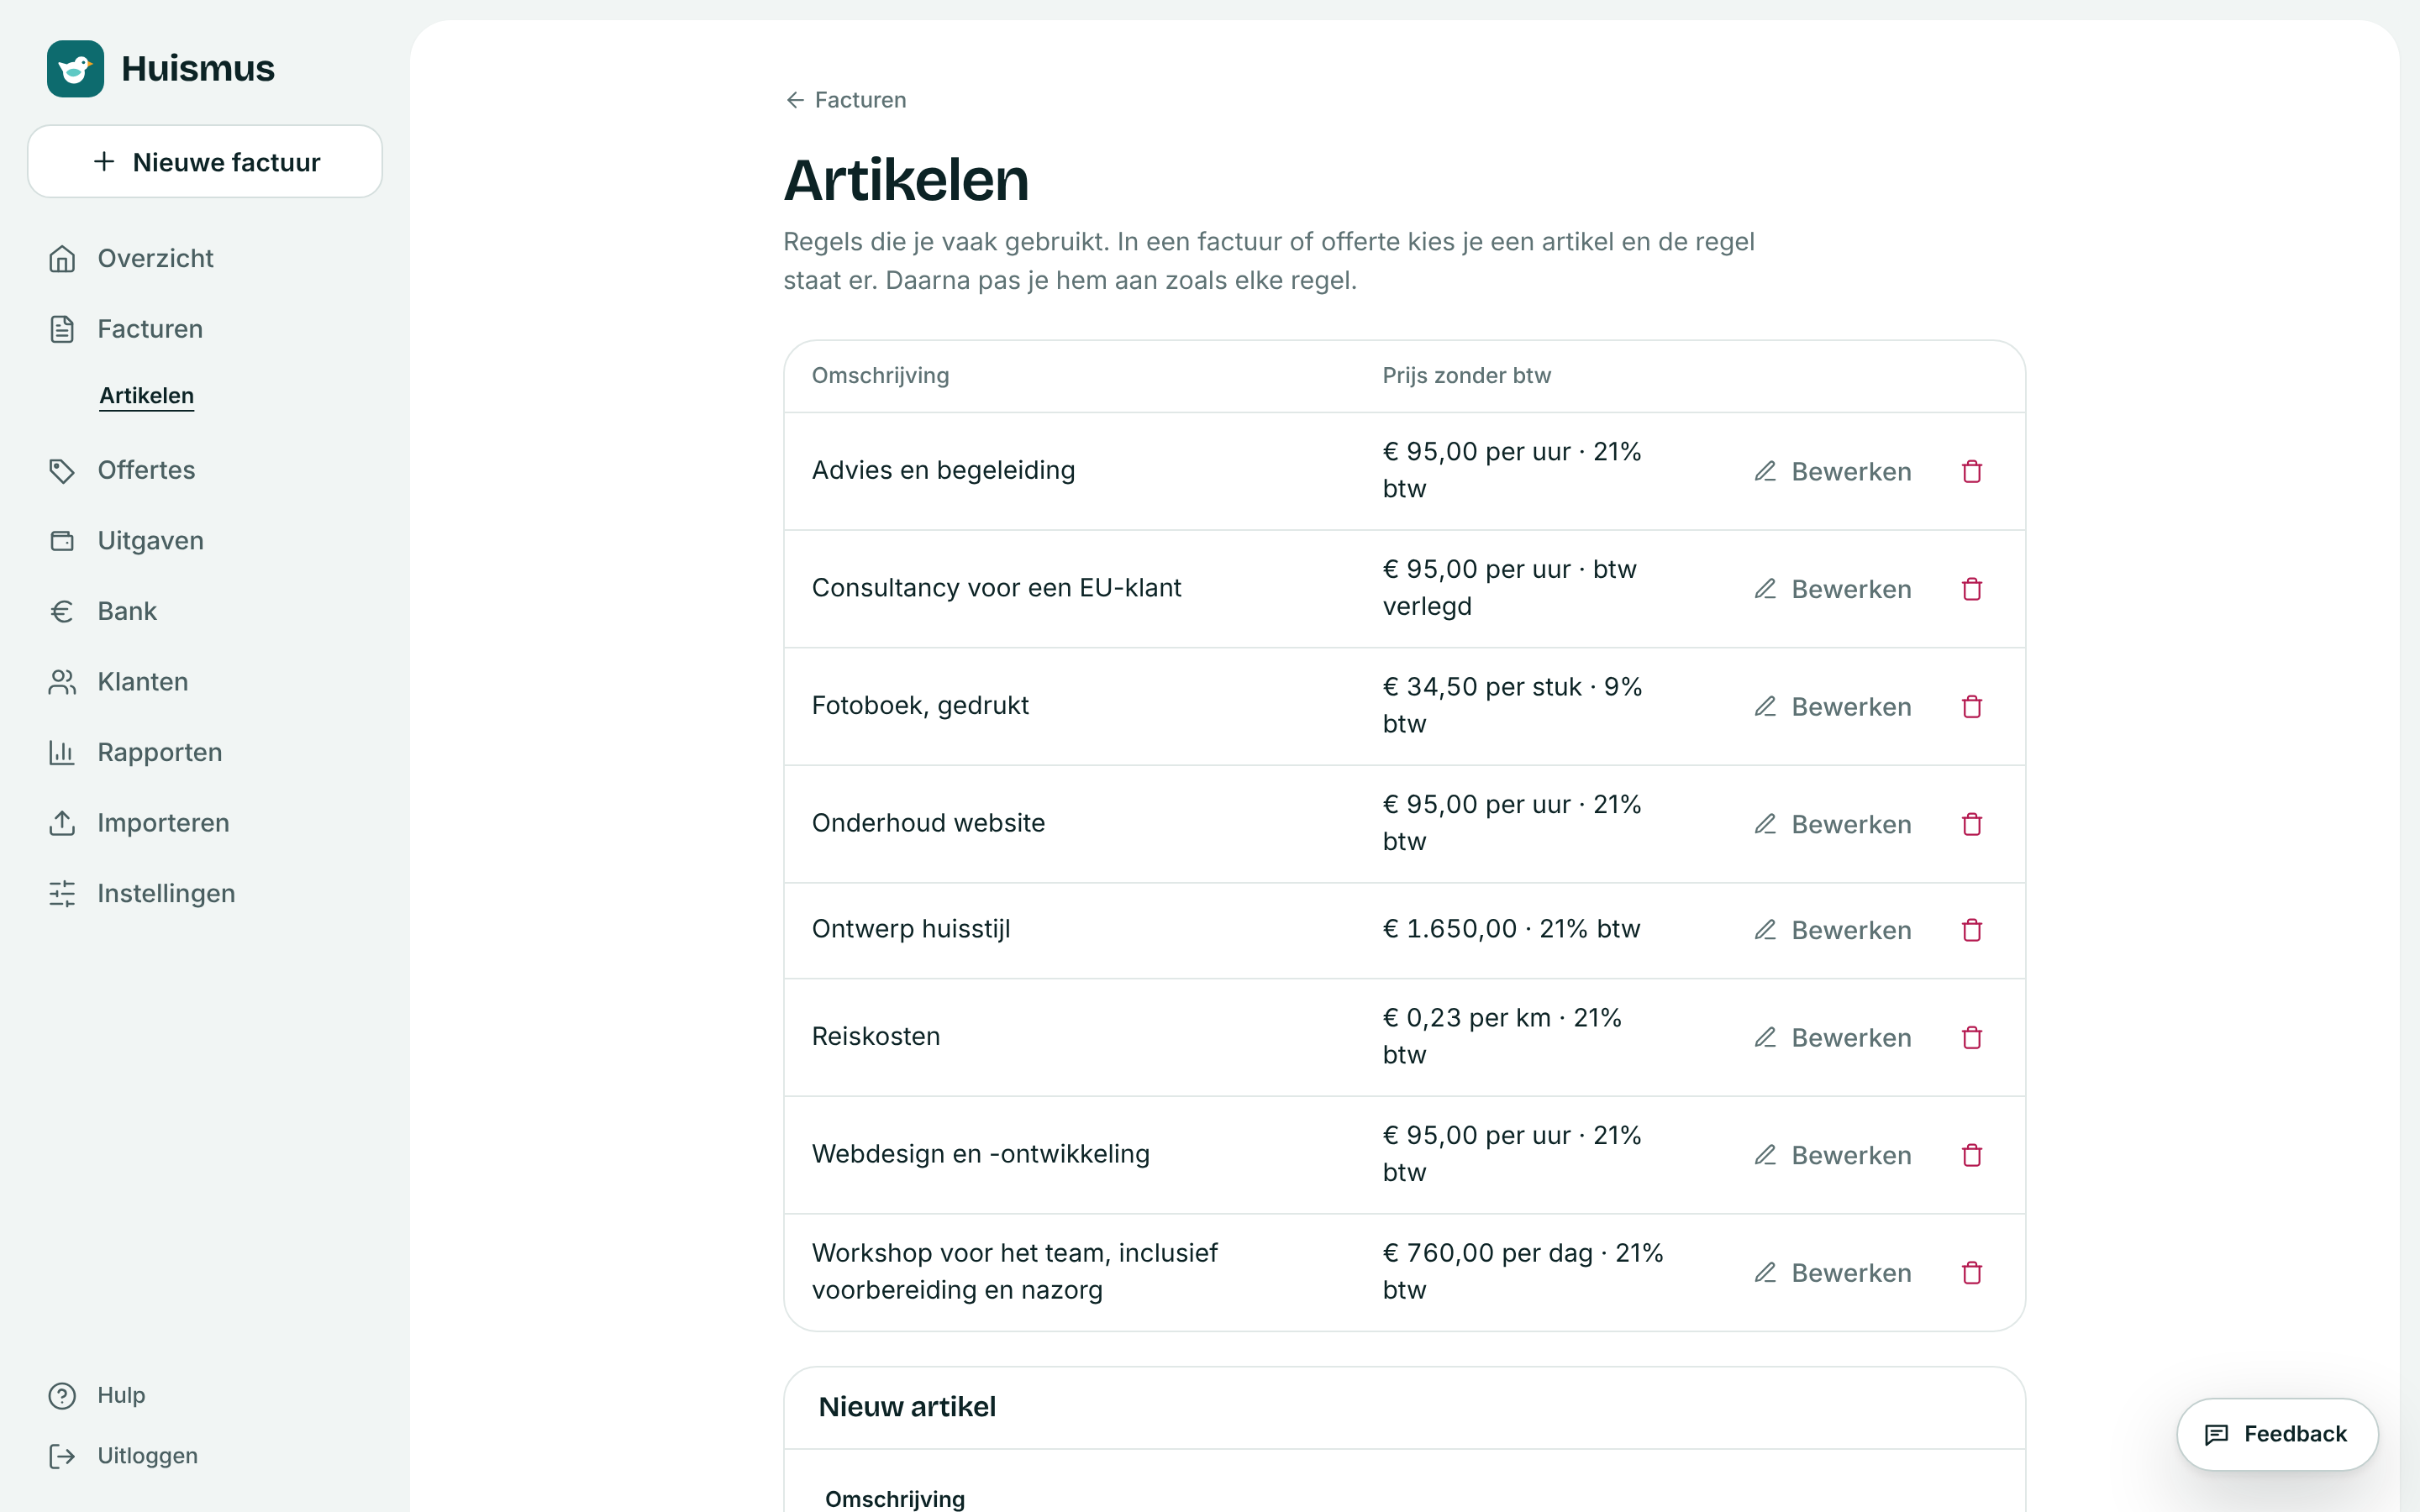 Huismus
Nieuwe factuur
Overzicht
Facturen
Artikelen
Offertes
Uitgaven
Bank
Klanten
Rapporten
Importeren
Instellingen
Hulp
Uitloggen
Facturen
Artikelen
Regels die je vaak gebruikt. In een factuur of offerte kies je een artikel en de regel
staat er. Daarna pas je hem aan zoals elke regel.
Omschrijving Prijs zonder btw
Advies en begeleiding € 95,00 per uur · 21%
btw Bewerken
Consultancy voor een EU-klant € 95,00 per uur · btw
verlegd Bewerken
Fotoboek, gedrukt € 34,50 per stuk · 9%
btw Bewerken
Onderhoud website € 95,00 per uur · 21%
btw Bewerken
Ontwerp huisstijl € 1.650,00 · 21% btw Bewerken
Reiskosten € 0,23 per km · 21%
btw Bewerken
Webdesign en -ontwikkeling € 95,00 per uur · 21%
btw Bewerken
Workshop voor het team, inclusief
voorbereiding en nazorg € 760,00 per dag · 21%
btw Bewerken
Nieuw artikel
Omschrijving
Feedback